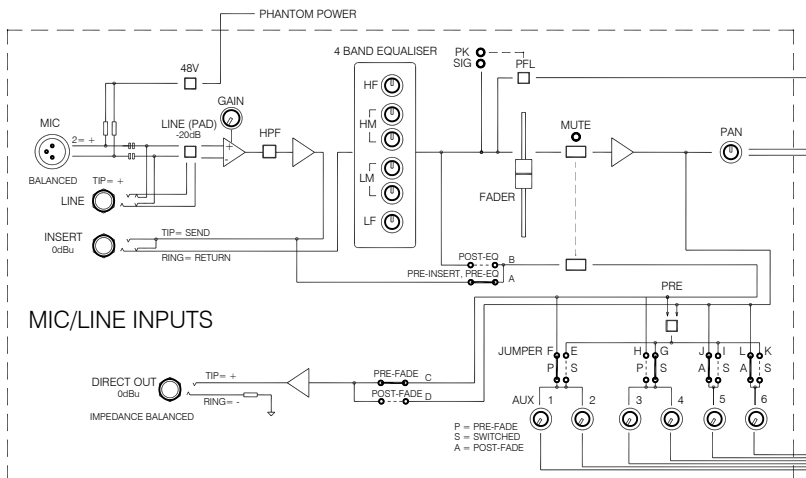 PHANTOM POWER
4 BAND EQUALISER
PK
SIG
PFL
48V
HF
GAIN
MIC
LINE (PAD)
-20dB
HPF
HM
MUTE
PAN
2= +
+
-
BALANCED
TIP= +
LINE
LM
FADER
LF
INSERT
0dBu
TIP= SEND
RING= RETURN
POST-EQ
B
PRE-INSERT, PRE-EQ
A
PRE
MIC/LINE INPUTS
JUMPER F E H G J I L K
P S P S A S A S
DIRECT OUT
0dBu
TIP= +
RING= -
PRE-FADE C
POST-FADE D
IMPEDANCE BALANCED
AUX 1 2 3 4 5 6
P = PRE-FADE
S = SWITCHED
A = POST-FADE